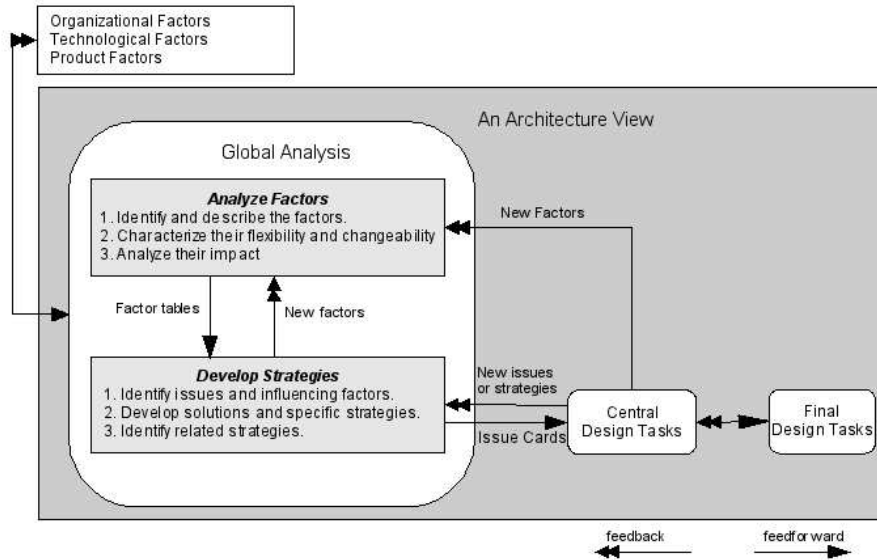 Organizational Factors
Technological Factors
Product Factors
An Architecture View
Global Analysis
Analyze Factors
1. Identify and describe the factors.
2. Characterize their flexibility and changeability
3. Analyze their impact
New Factors
Factor tables
New factors
Develop Strategies
1. Identify issues and influencing factors.
2. Develop solutions and specific strategies.
3. Identify related strategies.
New issues
or strategies
Issue Cards
Central
Design Tasks
Final
Design Tasks
feedback
feedforward